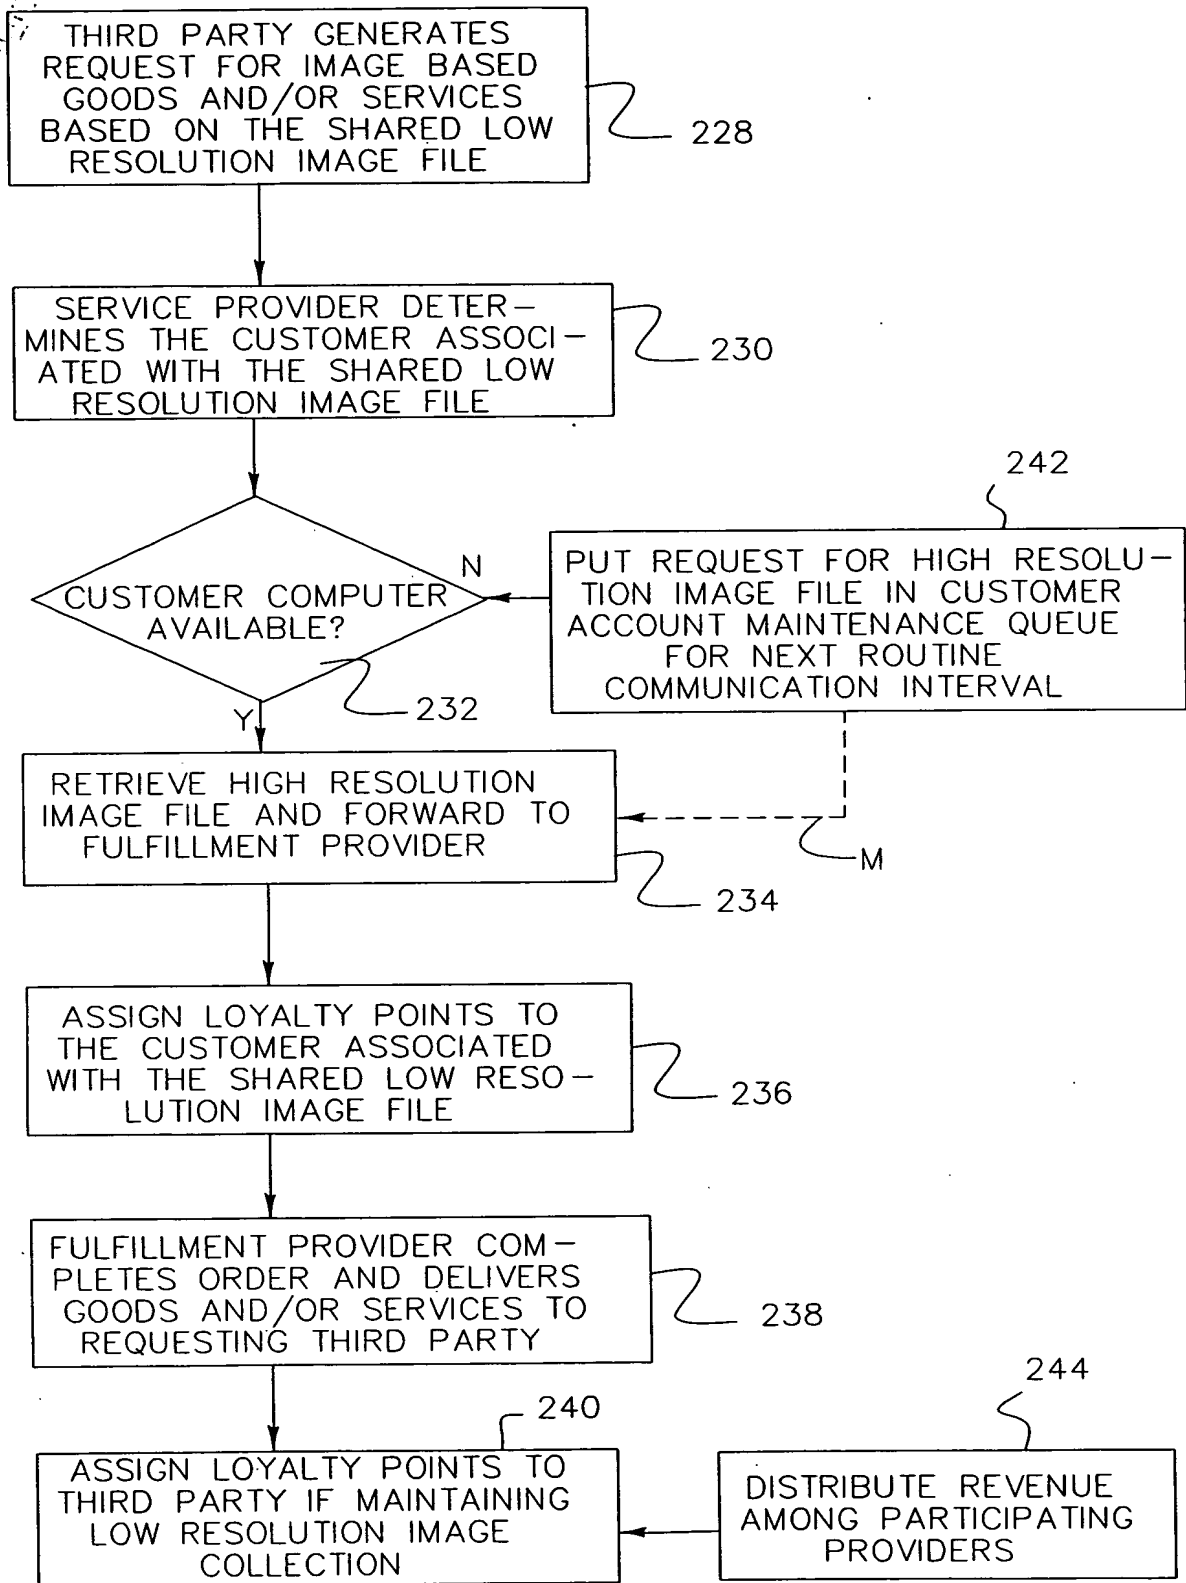 THIRD PARTY GENERATES
REQUEST FOR IMAGE BASED
GOODS AND/OR SERVICES
BASED ON THE SHARED LOW
RESOLUTION IMAGE FILE
228
SERVICE PROVIDER DETER-
MINES THE CUSTOMER ASSOCI-
ATED WITH THE SHARED LOW
RESOLUTION IMAGE FILE
230
CUSTOMER COMPUTER
AVAILABLE?
232
N
Y
242
PUT REQUEST FOR HIGH RESOLU-
TION IMAGE FILE IN CUSTOMER
ACCOUNT MAINTENANCE QUEUE
FOR NEXT ROUTINE
COMMUNICATION INTERVAL
M
RETRIEVE HIGH RESOLUTION
IMAGE FILE AND FORWARD TO
FULFILLMENT PROVIDER
234
ASSIGN LOYALTY POINTS TO
THE CUSTOMER ASSOCIATED
WITH THE SHARED LOW RESO-
LUTION IMAGE FILE
236
FULFILLMENT PROVIDER COM-
PLETES ORDER AND DELIVERS
GOODS AND/OR SERVICES TO
REQUESTING THIRD PARTY
238
240
ASSIGN LOYALTY POINTS TO
THIRD PARTY IF MAINTAINING
LOW RESOLUTION IMAGE
COLLECTION
244
DISTRIBUTE REVENUE
AMONG PARTICIPATING
PROVIDERS